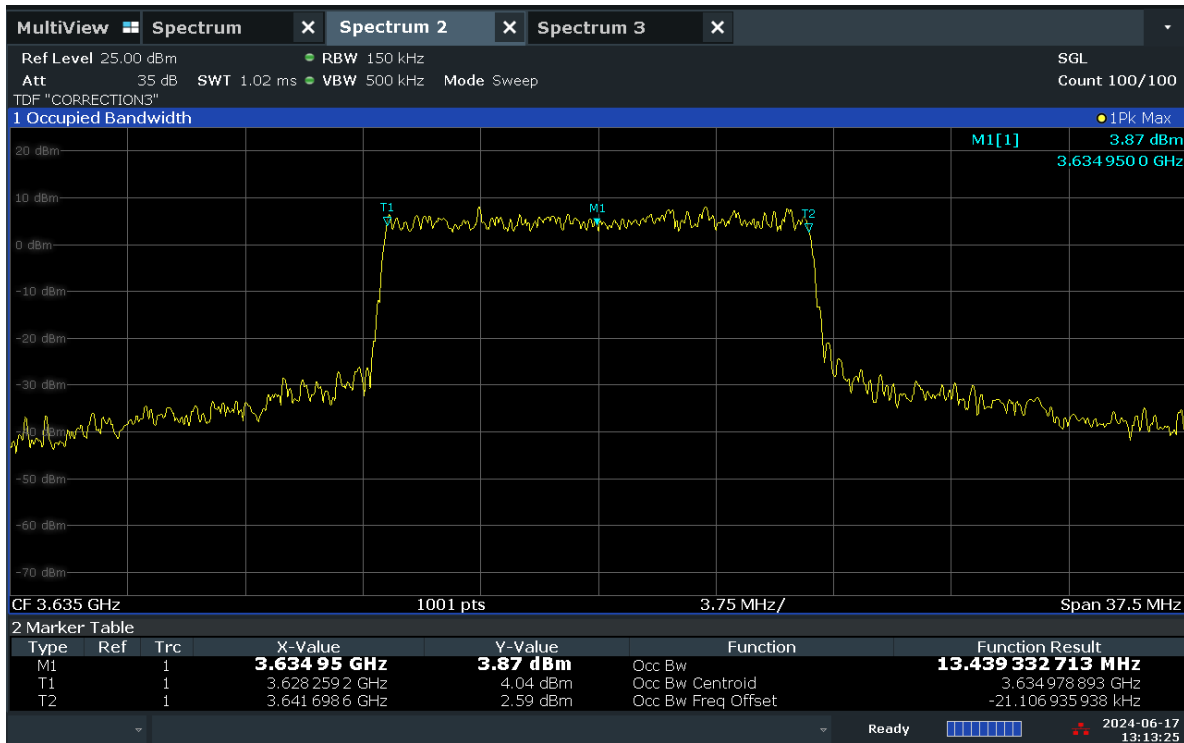 MultiView Spectrum X Spectrum 2 X Spectrum 3 X
Ref Level 25.00 dBm RBW 150 kHz SGL
Att 35 dB SWT 1.02 ms VBW 500 kHz Mode Sweep Count 100/100
TDF "CORRECTION3"
1 Occupied Bandwidth 1Pk Max
M1[1] 3.87 dBm
3.634 950 0 GHz
20 dBm
10 dBm
T1 M1 T2
0 dBm
-10 dBm
-20 dBm
-30 dBm
-40 dBm
-50 dBm
-60 dBm
-70 dBm
CF 3.635 GHz 1001 pts 3.75 MHz/ Span 37.5 MHz
2 Marker Table
Type Ref Trc X-Value Y-Value Function Function Result
M1 1 3.634 95 GHz 3.87 dBm Occ Bw 13.439 332 713 MHz
T1 1 3.628 259 2 GHz 4.04 dBm Occ Bw Centroid 3.634 978 893 GHz
T2 1 3.641 698 6 GHz 2.59 dBm Occ Bw Freq Offset -21.106 935 938 kHz
Ready 2024-06-17
13:13:25